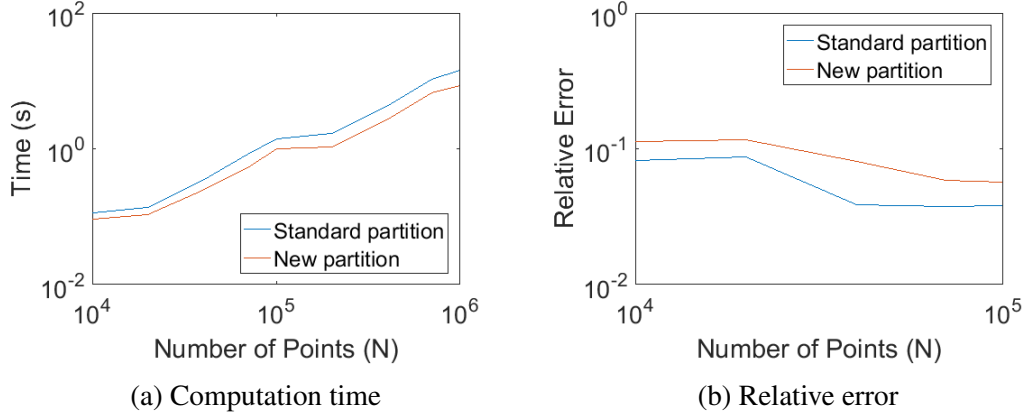 10^2
10^0
10^-2
Time (s)
Standard partition
New partition
10^4
10^5
10^6
Number of Points (N)
(a) Computation time
10^0
10^-1
10^-2
Relative Error
Standard partition
New partition
10^4
10^5
Number of Points (N)
(b) Relative error